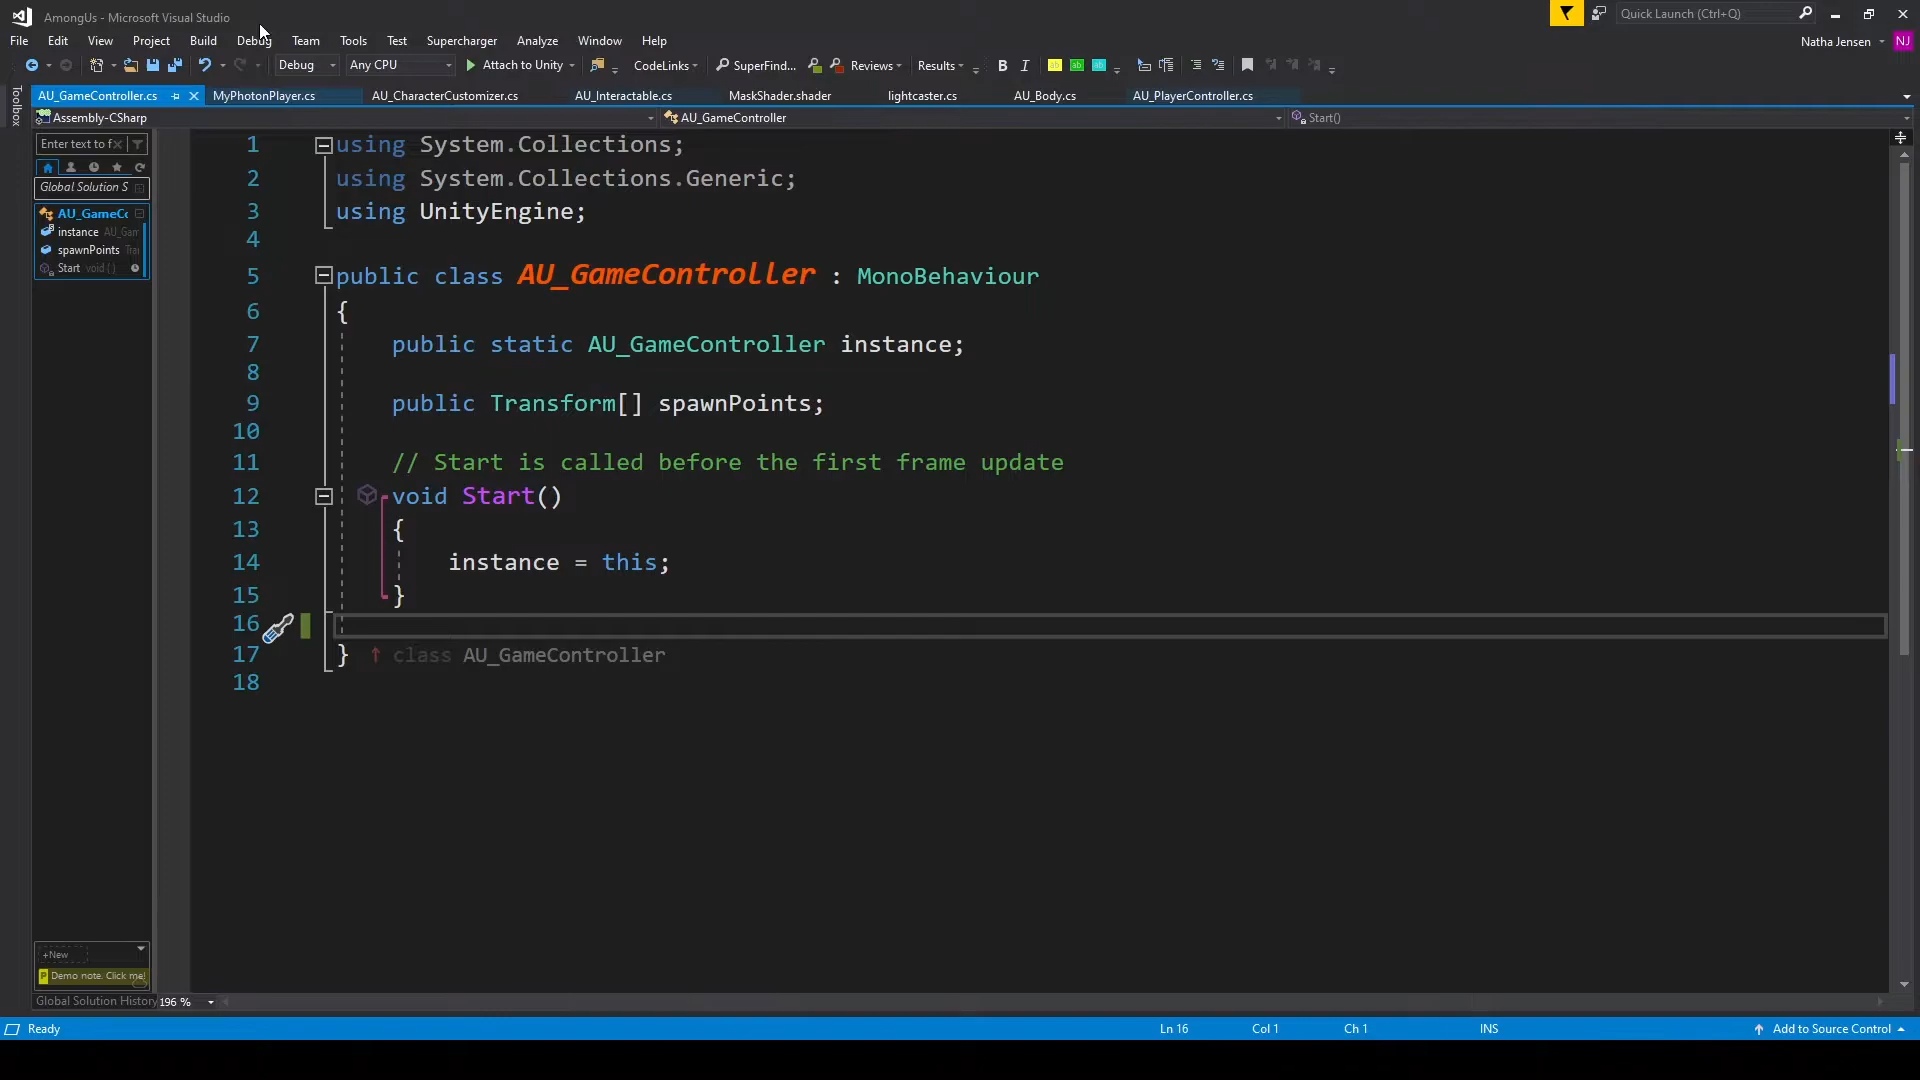 AmongUs - Microsoft Visual Studio
Quick Launch (Ctrl+Q)
File Edit View Project Build Debug Team Tools Test Supercharger Analyze Window Help
Natha Jensen NJ
Debug Any CPU Attach to Unity CodeLinks SuperFind... Reviews Results B I ab ab ab
Toolbox
AU_GameController.cs MyPhotonPlayer.cs AU_CharacterCustomizer.cs AU_Interactable.cs MaskShader.shader lightcaster.cs AU_Body.cs AU_PlayerController.cs
Assembly-CSharp AU_GameController Start()
Enter text to f
Global Solution S
AU_GameCo
instance AU_Gam
spawnPoints Tra
Start void ( )
1 using System.Collections;
2 using System.Collections.Generic;
3 using UnityEngine;
4
5 public class AU_GameController : MonoBehaviour
6 {
7 public static AU_GameController instance;
8
9 public Transform[] spawnPoints;
10
11 // Start is called before the first frame update
12 void Start()
13 {
14 instance = this;
15 }
16
17 } ↑ class AU_GameController
18
+New
P Demo note. Click me!
Global Solution History
196 %
Ready Ln 16 Col 1 Ch 1 INS Add to Source Control